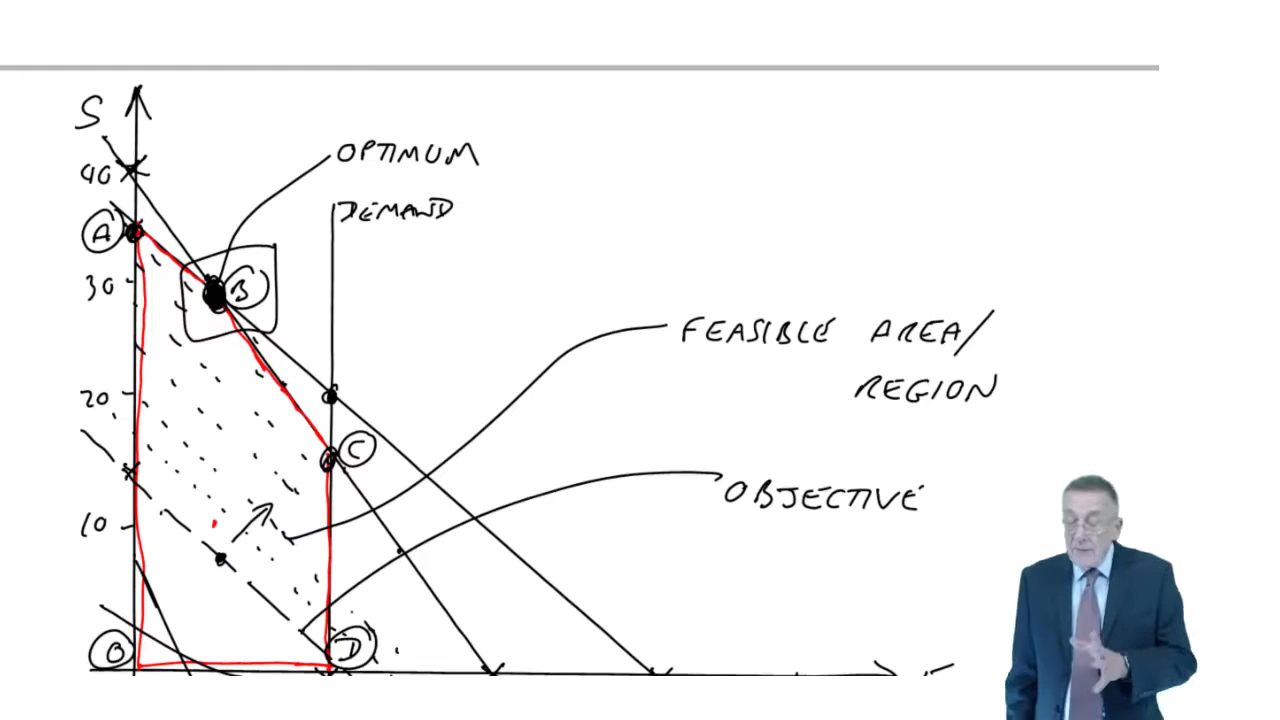 S
40
OPTIMUM
DEMAND
A
30
B
FEASIBLE AREA/
REGION
20
C
OBJECTIVE
10
O
D